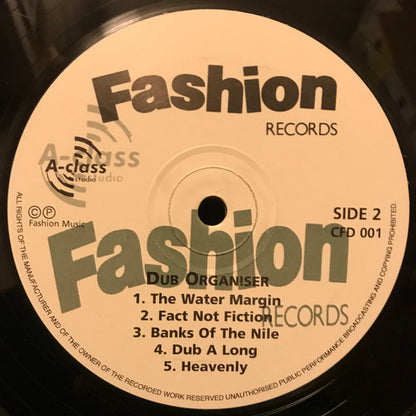 Fashion
RECORDS
A-class
studio
A-class
studio
Ⓒ Ⓟ
Fashion Music
SIDE 2
CFD 001
Fashion
RECORDS
DUB ORGANISER
1. The Water Margin
2. Fact Not Fiction
3. Banks Of The Nile
4. Dub A Long
5. Heavenly
ALL RIGHTS OF THE MANUFACTURER AND OF THE OWNER OF THE RECORDED WORK RESERVED UNAUTHORISED PUBLIC PERFORMANCE BROADCASTING AND COPYING PROHIBITED.